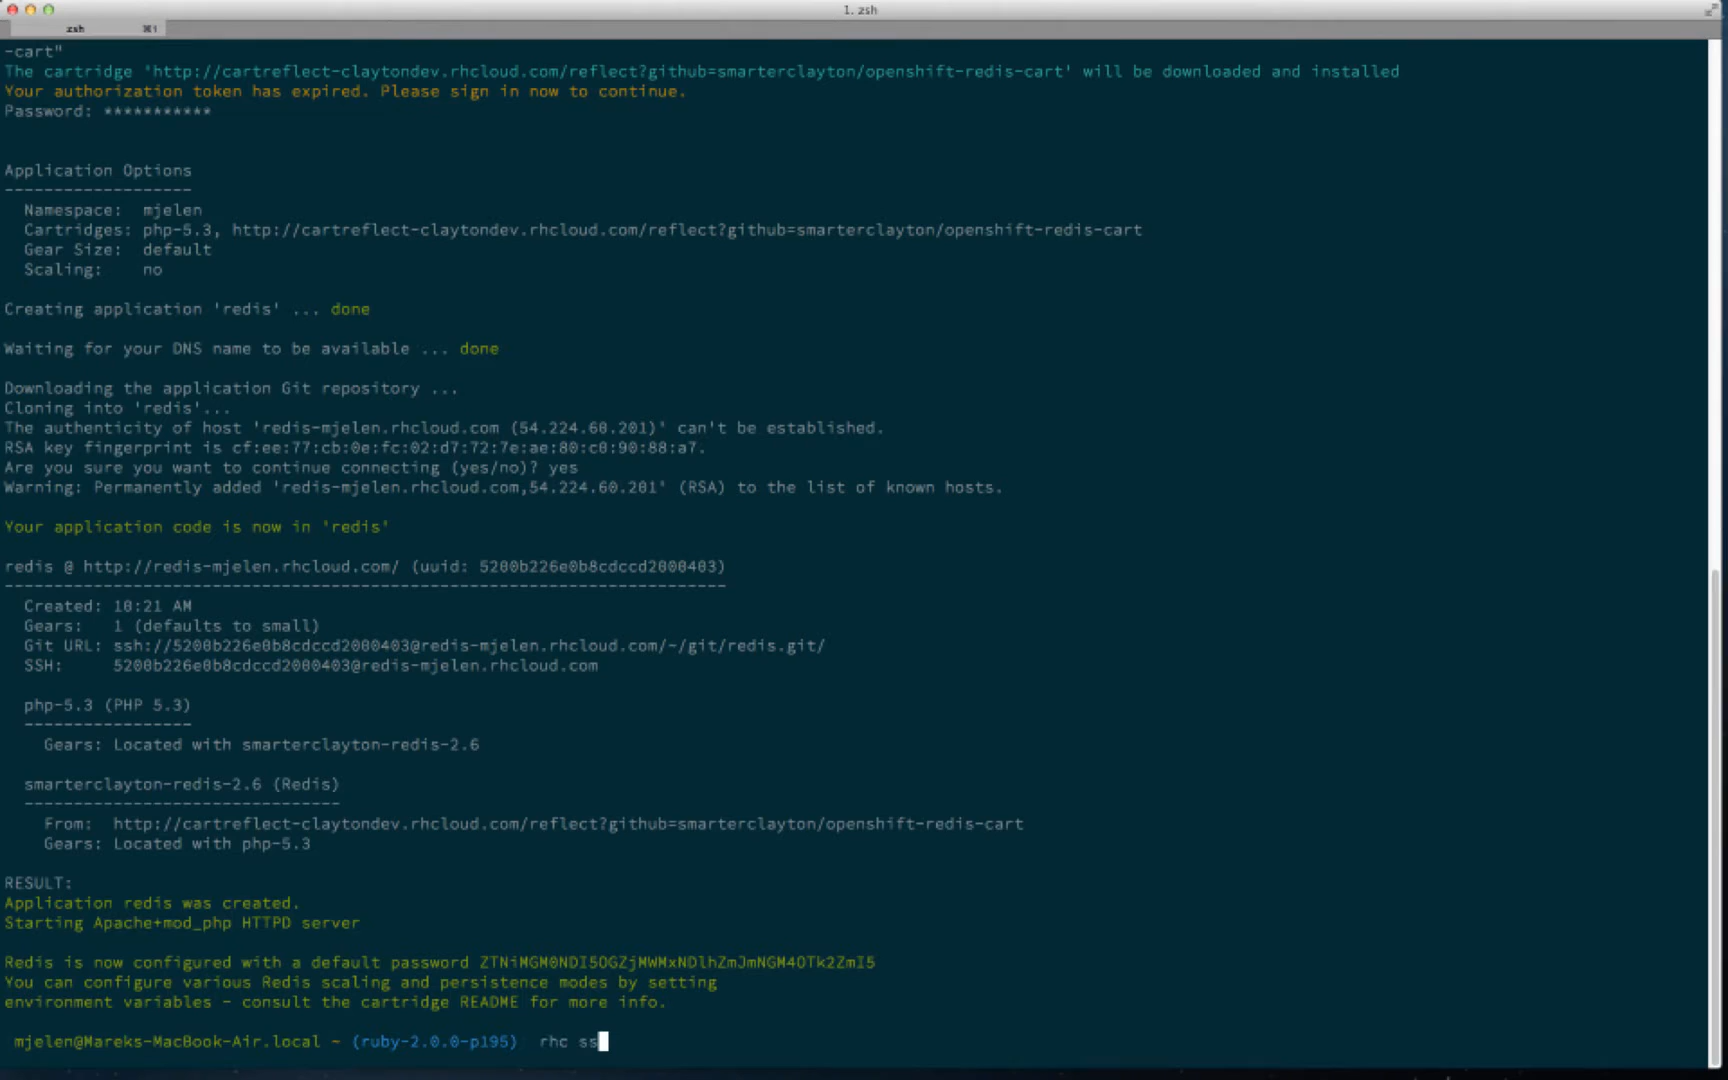 1. zsh
zsh ⌘1
-cart"
The cartridge 'http://cartreflect-claytondev.rhcloud.com/reflect?github=smarterclayton/openshift-redis-cart' will be downloaded and installed
Your authorization token has expired. Please sign in now to continue.
Password: ***********
Application Options
-------------------
Namespace: mjelen
Cartridges: php-5.3, http://cartreflect-claytondev.rhcloud.com/reflect?github=smarterclayton/openshift-redis-cart
Gear Size: default
Scaling: no
Creating application 'redis' ... done
Waiting for your DNS name to be available ... done
Downloading the application Git repository ...
Cloning into 'redis'...
The authenticity of host 'redis-mjelen.rhcloud.com (54.224.60.201)' can't be established.
RSA key fingerprint is cf:ee:77:cb:0e:fc:02:d7:72:7e:ae:80:c0:90:88:a7.
Are you sure you want to continue connecting (yes/no)? yes
Warning: Permanently added 'redis-mjelen.rhcloud.com,54.224.60.201' (RSA) to the list of known hosts.
Your application code is now in 'redis'
redis @ http://redis-mjelen.rhcloud.com/ (uuid: 5200b226e0b8cdccd2000403)
-------------------------------------------------------------------------
Created: 10:21 AM
Gears: 1 (defaults to small)
Git URL: ssh://5200b226e0b8cdccd2000403@redis-mjelen.rhcloud.com/~/git/redis.git/
SSH: 5200b226e0b8cdccd2000403@redis-mjelen.rhcloud.com
php-5.3 (PHP 5.3)
-----------------
Gears: Located with smarterclayton-redis-2.6
smarterclayton-redis-2.6 (Redis)
--------------------------------
From: http://cartreflect-claytondev.rhcloud.com/reflect?github=smarterclayton/openshift-redis-cart
Gears: Located with php-5.3
RESULT:
Application redis was created.
Starting Apache+mod_php HTTPD server
Redis is now configured with a default password ZTNiMGM0NDI5OGZjMWMxNDlhZmJmNGM4OTk2ZmI5
You can configure various Redis scaling and persistence modes by setting
environment variables - consult the cartridge README for more info.
mjelen@Mareks-MacBook-Air.local ~ (ruby-2.0.0-p195) rhc ss